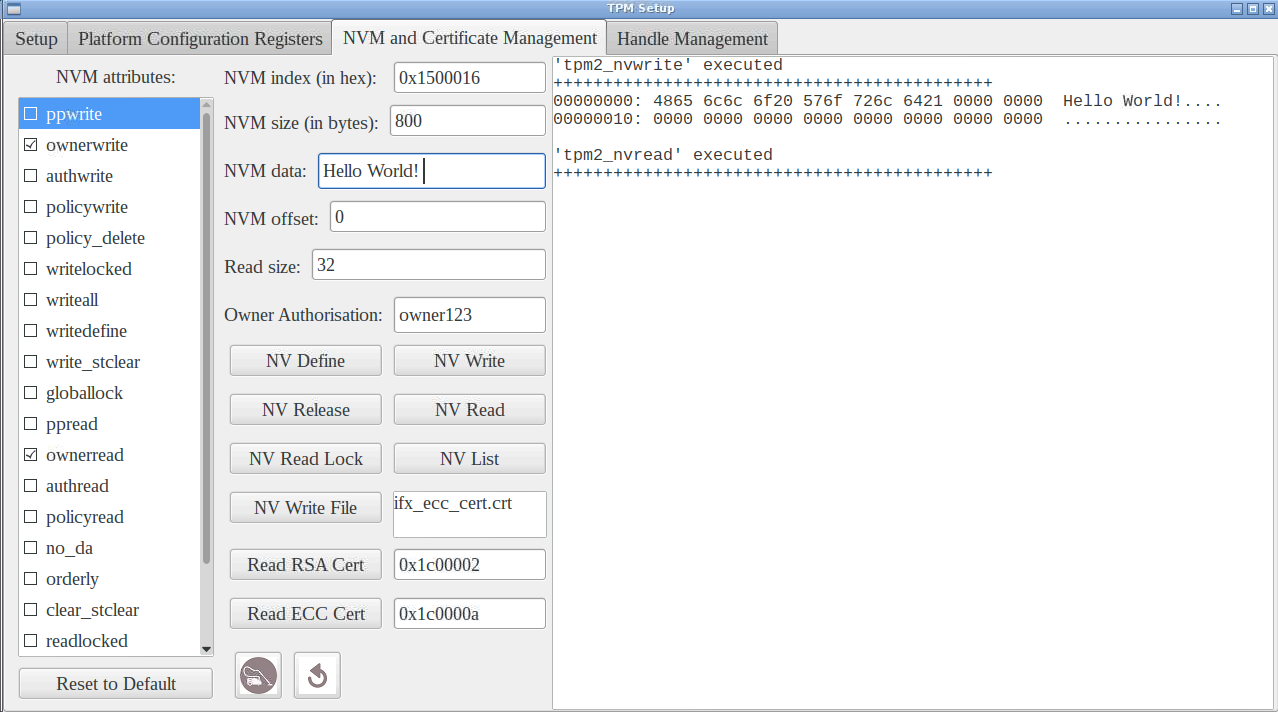 TPM Setup
Setup
Platform Configuration Registers
NVM and Certificate Management
Handle Management
NVM attributes:
ppwrite
ownerwrite
authwrite
policywrite
policy_delete
writelocked
writeall
writedefine
write_stclear
globallock
ppread
ownerread
authread
policyread
no_da
orderly
clear_stclear
readlocked
Reset to Default
NVM index (in hex): 0x1500016
NVM size (in bytes): 800
NVM data: Hello World!
NVM offset: 0
Read size: 32
Owner Authorisation: owner123
NV Define
NV Write
NV Release
NV Read
NV Read Lock
NV List
NV Write File
ifx_ecc_cert.crt
Read RSA Cert
0x1c00002
Read ECC Cert
0x1c0000a
'tpm2_nvwrite' executed
++++++++++++++++++++++++++++++++++++++++++++
00000000: 4865 6c6c 6f20 576f 726c 6421 0000 0000  Hello World!....
00000010: 0000 0000 0000 0000 0000 0000 0000 0000  ................
'tpm2_nvread' executed
++++++++++++++++++++++++++++++++++++++++++++